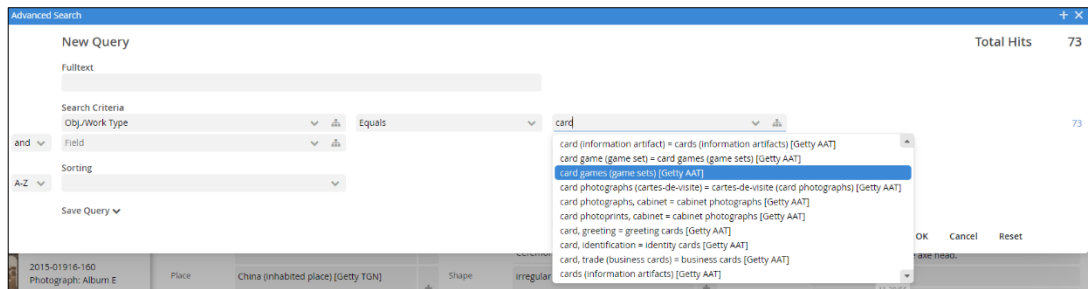 Advanced Search + ×
New Query Total Hits 73
Fulltext
Search Criteria
Obj./Work Type Equals card 73
and Field
Sorting
A-Z
Save Query
card (information artifact) = cards (information artifacts) [Getty AAT]
card game (game set) = card games (game sets) [Getty AAT]
card games (game sets) [Getty AAT]
card photographs (cartes-de-visite) = cartes-de-visite (card photographs) [Getty AAT]
card photographs, cabinet = cabinet photographs [Getty AAT]
card photoprints, cabinet = cabinet photographs [Getty AAT]
card, greeting = greeting cards [Getty AAT]
card, identification = identity cards [Getty AAT]
card, trade (business cards) = business cards [Getty AAT]
cards (information artifacts) [Getty AAT]
OK Cancel Reset
axe head.
2015-01916-160
Photograph: Album E
Place China (inhabited place) [Getty TGN] Shape irregular